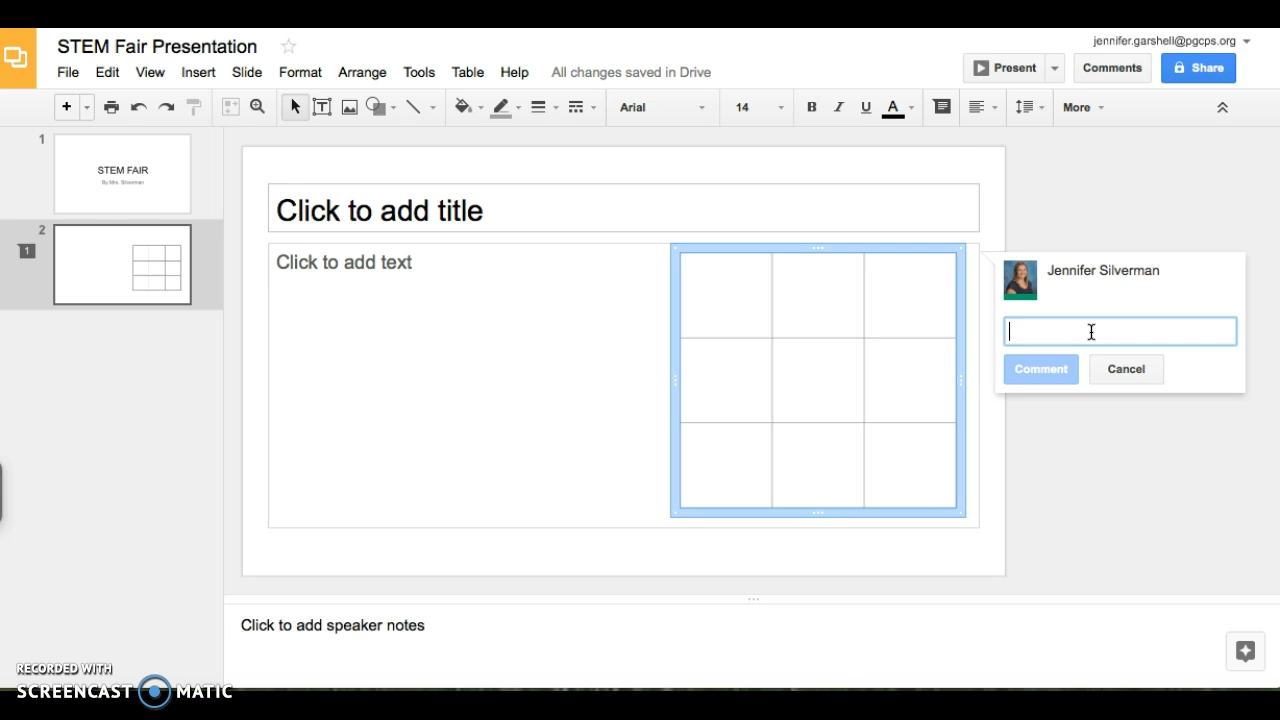 STEM Fair Presentation
jennifer.garshell@pgcps.org
File Edit View Insert Slide Format Arrange Tools Table Help All changes saved in Drive
Present Comments Share
+ Arial 14 B I U A More
1
STEM FAIR
By Mrs. Silverman
2
1
Click to add title
Click to add text
Jennifer Silverman
Comment Cancel
Click to add speaker notes
RECORDED WITH
SCREENCAST MATIC